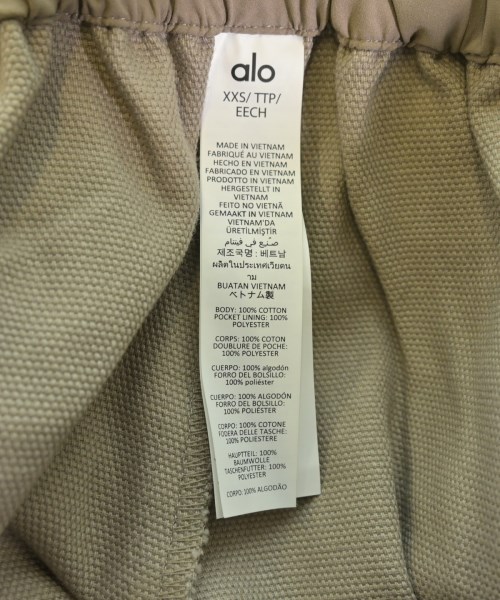 alo
XXS/ TTP/
EECH
MADE IN VIETNAM
FABRIQUÉ AU VIETNAM
HECHO EN VIETNAM
FABRICADO EN VIETNAM
PRODOTTO IN VIETNAM
HERGESTELLT IN
VIETNAM
FEITO NO VIETNÃ
GEMAAKT IN VIETNAM
VIETNAM'DA
ÜRETİLMİŞTİR
صنع في فيتنام
제조국명 : 베트남
ผลิตในประเทศเวียดน
าม
BUATAN VIETNAM
ベトナム製
BODY: 100% COTTON
POCKET LINING: 100%
POLYESTER
CORPS: 100% COTON
DOUBLURE DE POCHE: 100%
POLYESTER
CUERPO: 100% algodón
FORRO DEL BOLSILLO: 100%
poliéster
CUERPO: 100% ALGODÓN
FORRO DEL BOLSILLO: 100%
POLIÉSTER
CORPO: 100% COTONE
FODERA DELLE TASCHE: 100%
POLIESTERE
HAUPTTEIL: 100%
BAUMWOLLE
TASCHENFUTTER: 100%
POLYESTER
CORPO: 100% ALGODÃO